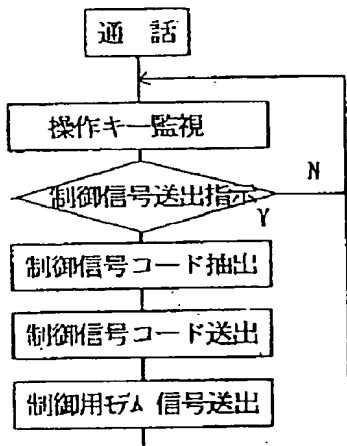 通 話
操作キー監視
N
制御信号送出指示
Y
制御信号コード抽出
制御信号コード送出
制御用モデム 信号送出